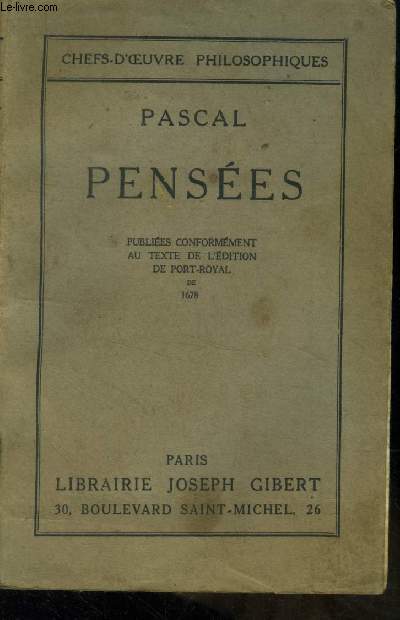 www.le-livre.com
CHEFS-D'ŒUVRE PHILOSOPHIQUES
PASCAL
PENSÉES
PUBLIÉES CONFORMÉMENT
AU TEXTE DE L'ÉDITION
DE PORT-ROYAL
DE
1678
PARIS
LIBRAIRIE JOSEPH GIBERT
30, BOULEVARD SAINT-MICHEL, 26